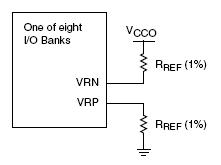 One of eight
I/O Banks
VCCO
RREF (1%)
VRN
VRP
RREF (1%)